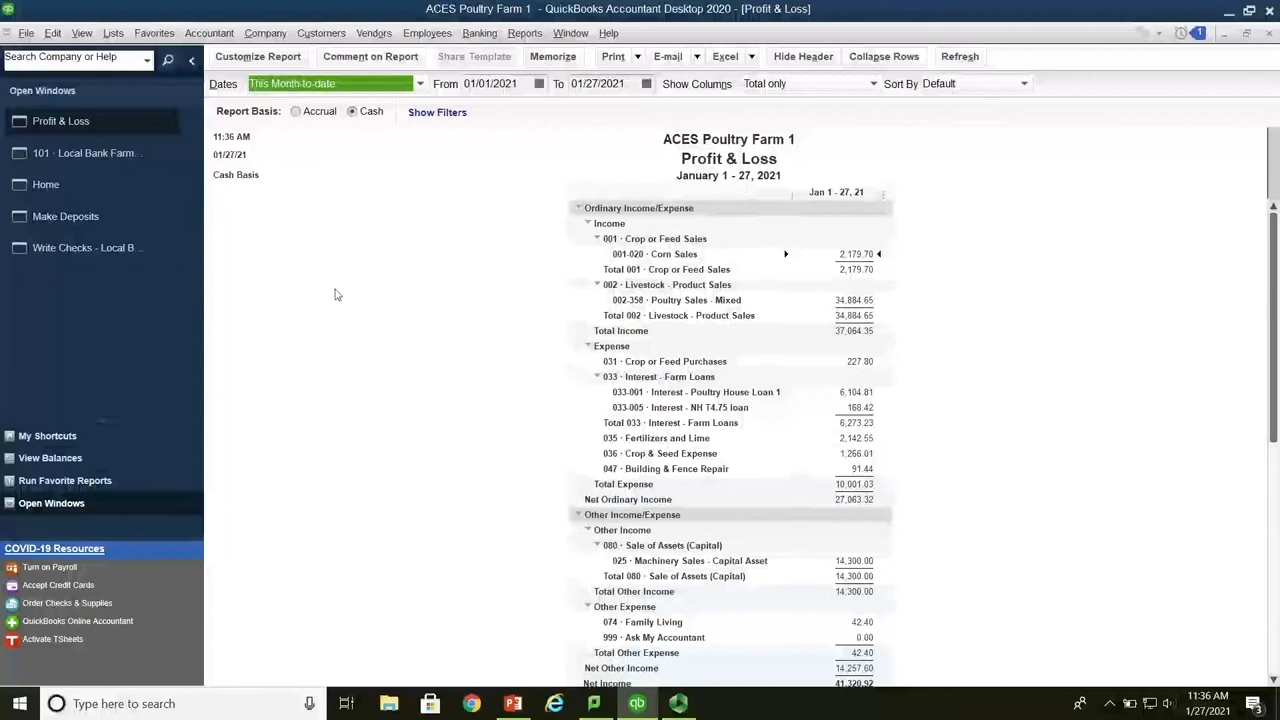 ACES Poultry Farm 1 - QuickBooks Accountant Desktop 2020 - [Profit & Loss]
File Edit View Lists Favorites Accountant Company Customers Vendors Employees Banking Reports Window Help 1
Search Company or Help
Customize Report Comment on Report Share Template Memorize Print E-mail Excel Hide Header Collapse Rows Refresh
Dates This Month-to-date From 01/01/2021 To 01/27/2021 Show Columns Total only Sort By Default
Report Basis: Accrual Cash Show Filters
Open Windows
Profit & Loss
101 · Local Bank Farm...
Home
Make Deposits
Write Checks - Local B...
My Shortcuts
View Balances
Run Favorite Reports
Open Windows
COVID-19 Resources
Turn on Payroll
Accept Credit Cards
Order Checks & Supplies
QuickBooks Online Accountant
Activate TSheets
11:36 AM
01/27/21
Cash Basis
ACES Poultry Farm 1
Profit & Loss
January 1 - 27, 2021
Jan 1 - 27, 21
Ordinary Income/Expense
Income
001 · Crop or Feed Sales
001-020 · Corn Sales 2,179.70
Total 001 · Crop or Feed Sales 2,179.70
002 · Livestock - Product Sales
002-358 · Poultry Sales - Mixed 34,884.65
Total 002 · Livestock - Product Sales 34,884.65
Total Income 37,064.35
Expense
031 · Crop or Feed Purchases 227.80
033 · Interest - Farm Loans
033-001 · Interest - Poultry House Loan 1 6,104.81
033-005 · Interest - NH T4.75 loan 168.42
Total 033 · Interest - Farm Loans 6,273.23
035 · Fertilizers and Lime 2,142.55
036 · Crop & Seed Expense 1,266.01
047 · Building & Fence Repair 91.44
Total Expense 10,001.03
Net Ordinary Income 27,063.32
Other Income/Expense
Other Income
080 · Sale of Assets (Capital)
025 · Machinery Sales - Capital Asset 14,300.00
Total 080 · Sale of Assets (Capital) 14,300.00
Total Other Income 14,300.00
Other Expense
074 · Family Living 42.40
999 · Ask My Accountant 0.00
Total Other Expense 42.40
Net Other Income 14,257.60
Net Income 41,320.92
Type here to search
11:36 AM
1/27/2021
3